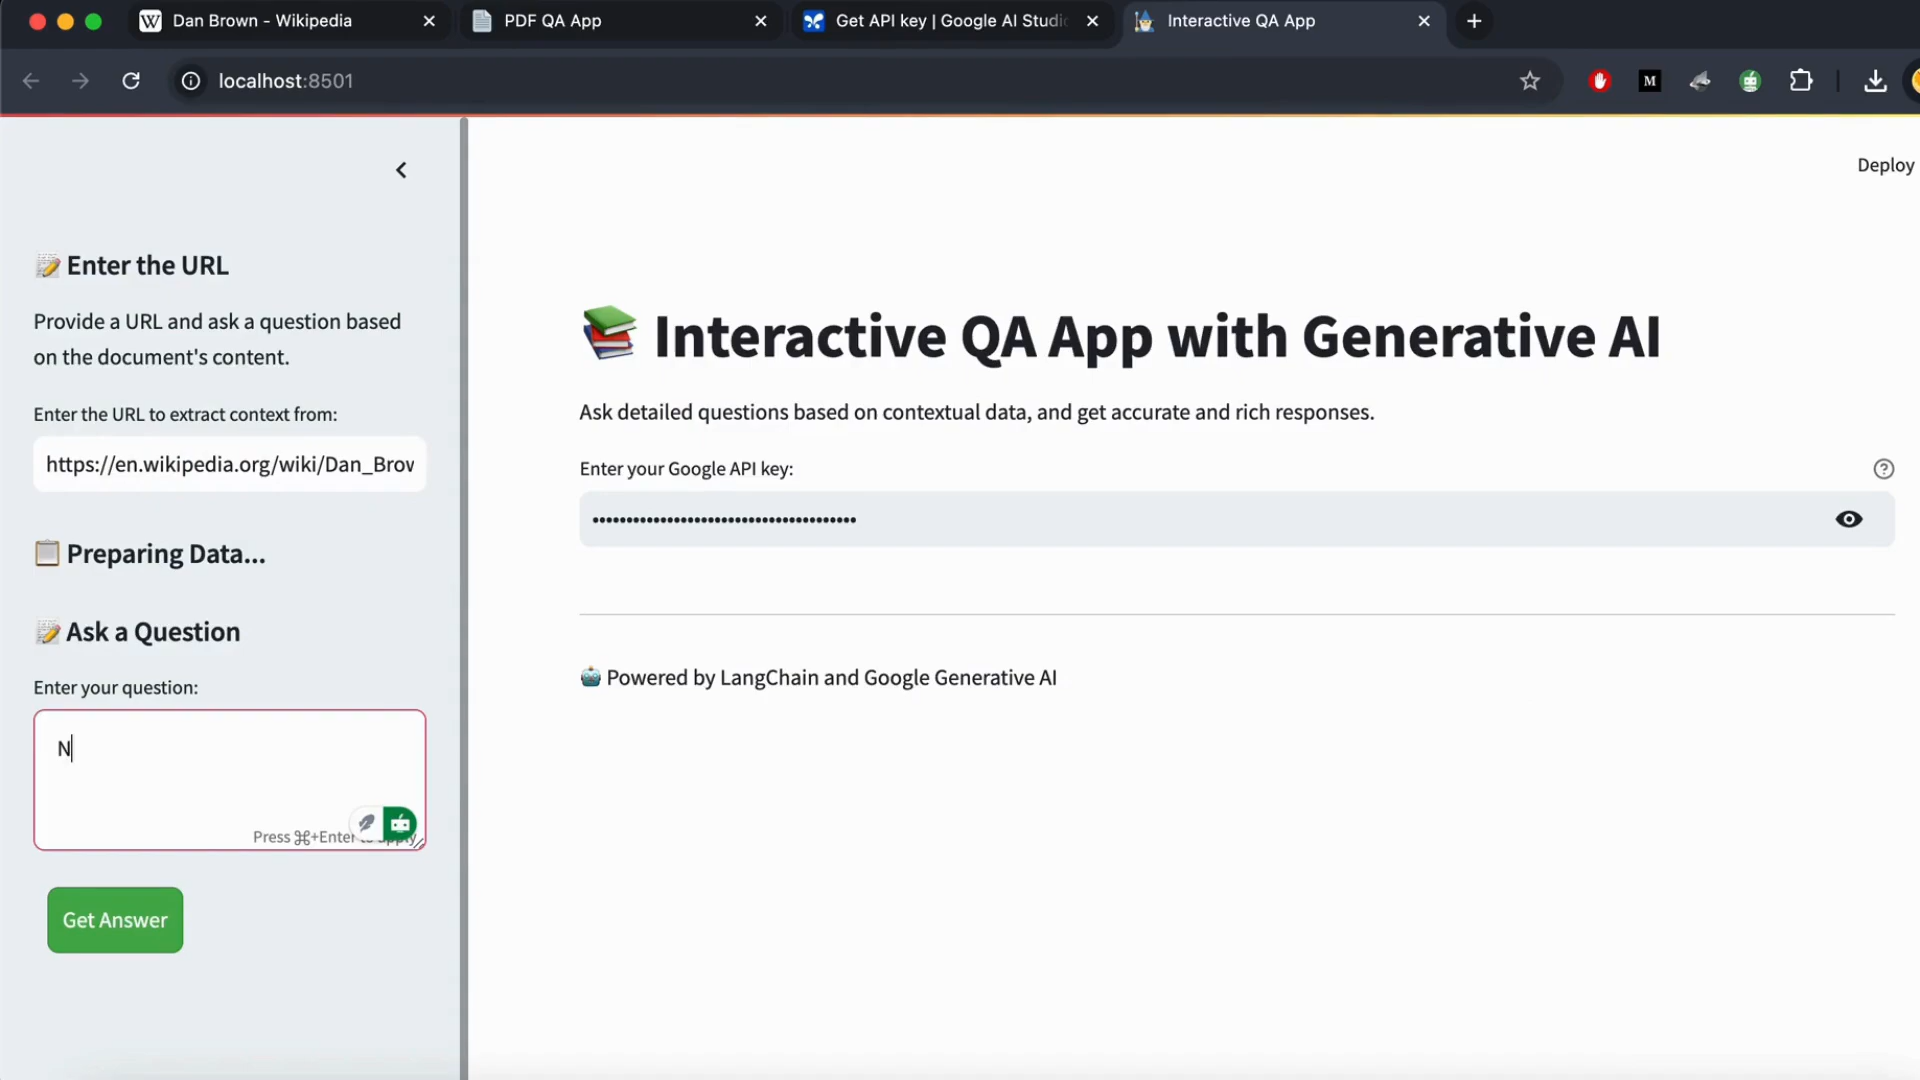 Dan Brown - Wikipedia
PDF QA App
Get API key | Google AI Studio
Interactive QA App
localhost:8501
M
Deploy
Enter the URL
Provide a URL and ask a question based
on the document's content.
Enter the URL to extract context from:
https://en.wikipedia.org/wiki/Dan_Brow
Preparing Data...
Ask a Question
Enter your question:
N
Press ⌘+Enter to apply
Get Answer
Interactive QA App with Generative AI
Ask detailed questions based on contextual data, and get accurate and rich responses.
Enter your Google API key:
•••••••••••••••••••••••••••••••••••••••
Powered by LangChain and Google Generative AI